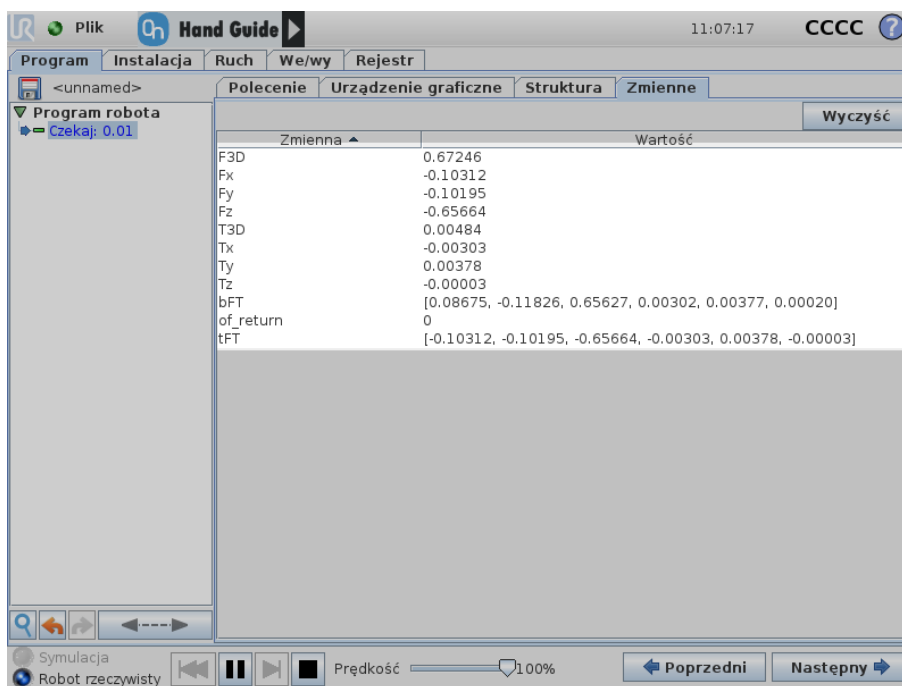 Plik On Hand Guide 11:07:17 CCCC ?
Program Instalacja Ruch We/wy Rejestr
<unnamed> Polecenie Urządzenie graficzne Struktura Zmienne
Program robota
Wyczyść
Czekaj: 0.01
Zmienna Wartość
F3D 0.67246
Fx -0.10312
Fy -0.10195
Fz -0.65664
T3D 0.00484
Tx -0.00303
Ty 0.00378
Tz -0.00003
bFT [0.08675, -0.11826, 0.65627, 0.00302, 0.00377, 0.00020]
of_return 0
tFT [-0.10312, -0.10195, -0.65664, -0.00303, 0.00378, -0.00003]
Symulacja
Robot rzeczywisty
Prędkość 100% Poprzedni Następny